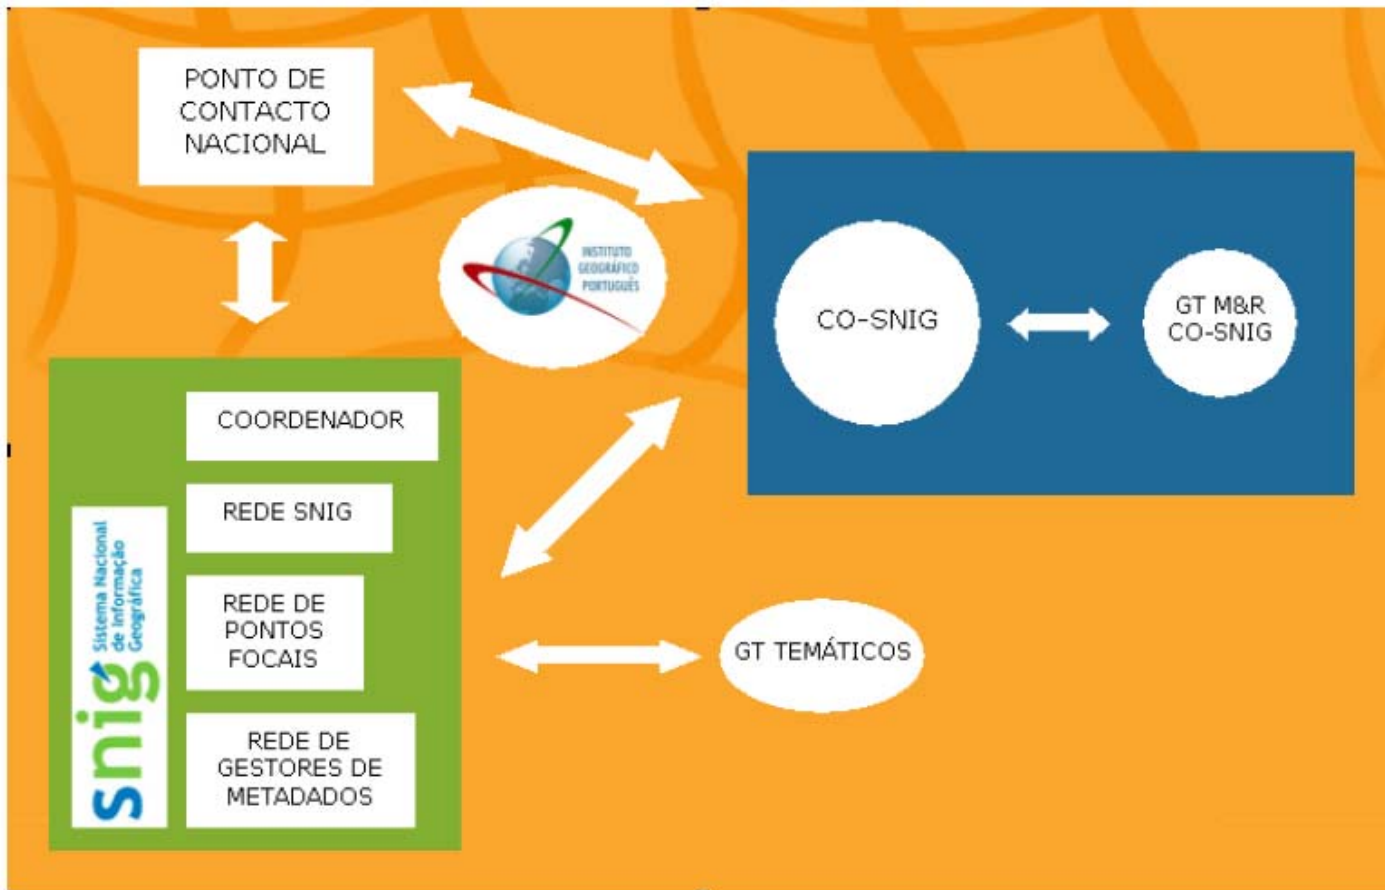 PONTO DE
CONTACTO
NACIONAL
INSTITUTO
GEOGRÁFICO
PORTUGUÊS
CO-SNIG
GT M&R
CO-SNIG
COORDENADOR
REDE SNIG
REDE DE
PONTOS
FOCAIS
REDE DE
GESTORES DE
METADADOS
snig
Sistema Nacional
de Informação
Geográfica
GT TEMÁTICOS